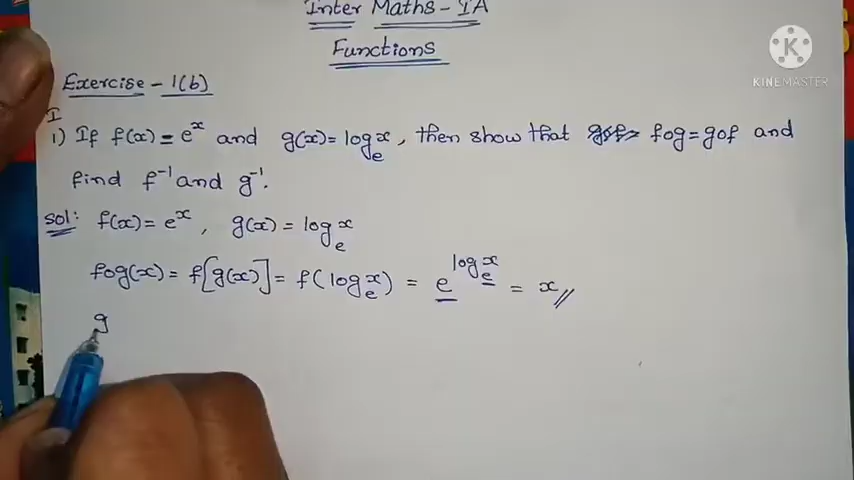 Inter Maths - IA
Functions
K
KINEMASTER
Exercise - 1(b)
I
1) If f(x) = e^x and g(x) = log_e x, then show that fog = gof and
find f⁻¹ and g⁻¹.
Sol: f(x) = e^x , g(x) = log_e x
fog(x) = f[g(x)] = f(log_e x) = e^(log_e x) = x //
g